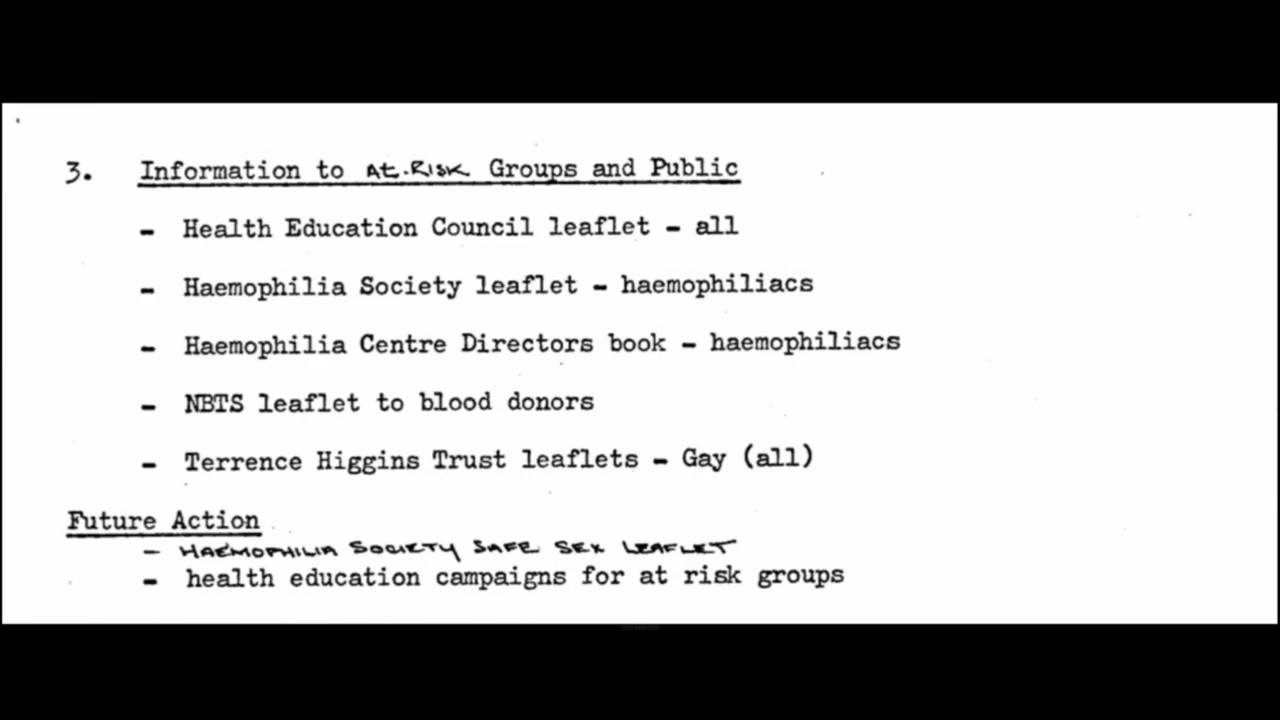 3. Information to At-Risk Groups and Public
- Health Education Council leaflet - all
- Haemophilia Society leaflet - haemophiliacs
- Haemophilia Centre Directors book - haemophiliacs
- NBTS leaflet to blood donors
- Terrence Higgins Trust leaflets - Gay (all)
Future Action
- HAEMOPHILIA SOCIETY SAFE SEX LEAFLET
- health education campaigns for at risk groups